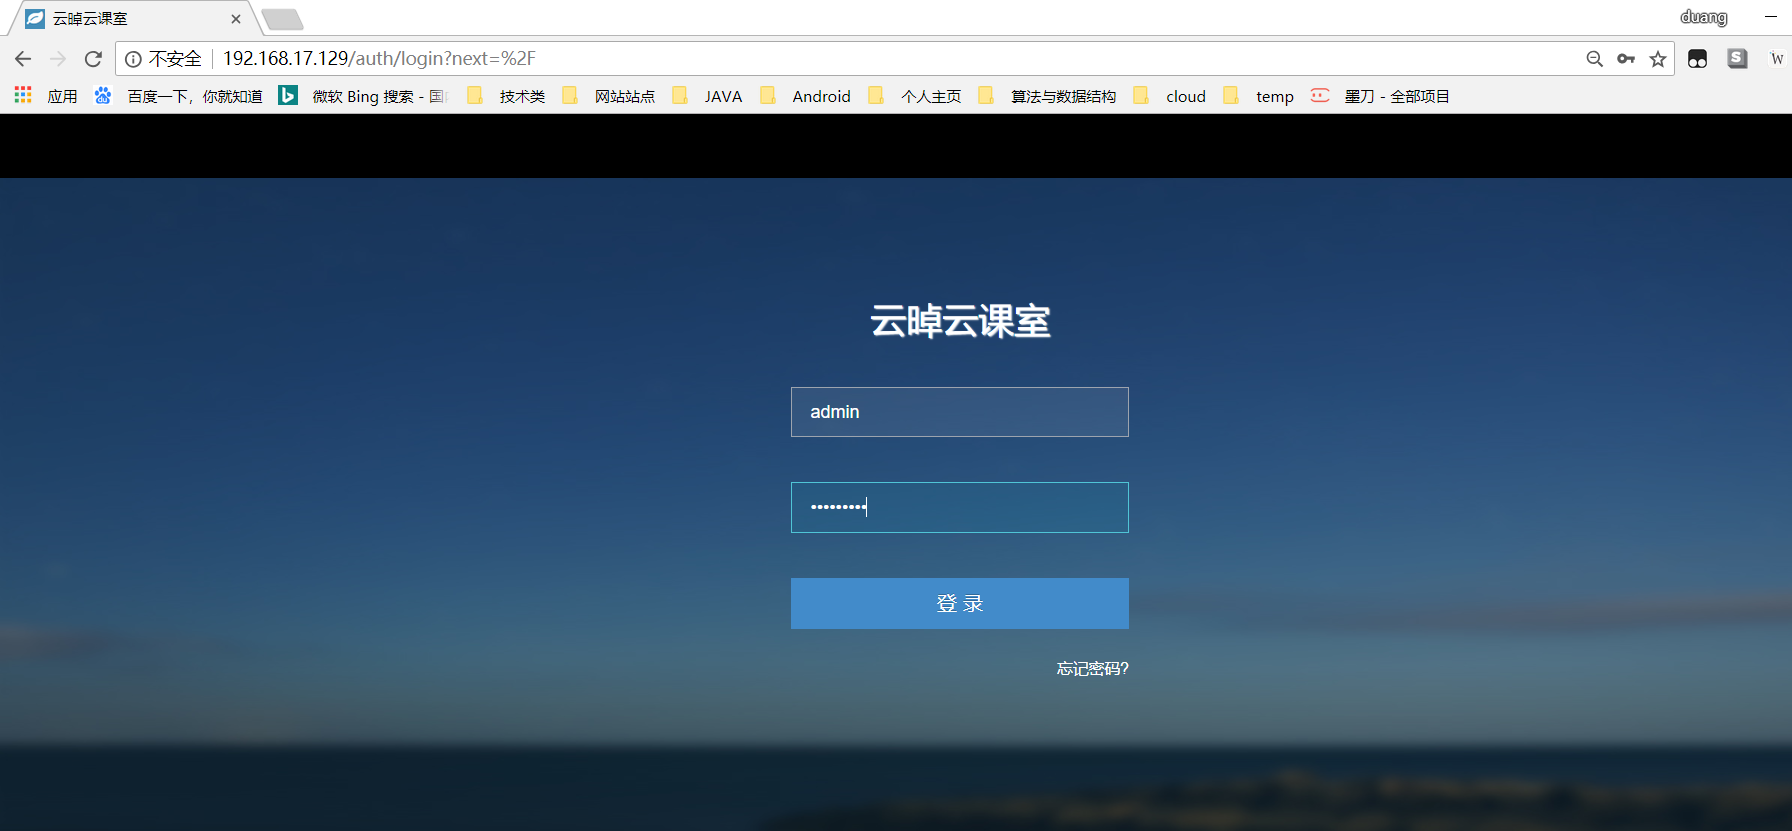 云晫云课室
duang
不安全 192.168.17.129/auth/login?next=%2F
S
W
应用 百度一下，你就知道 微软 Bing 搜索 - 国 技术类 网站站点 JAVA Android 个人主页 算法与数据结构 cloud temp 墨刀 - 全部项目
云晫云课室
admin
•••••••••
登 录
忘记密码?